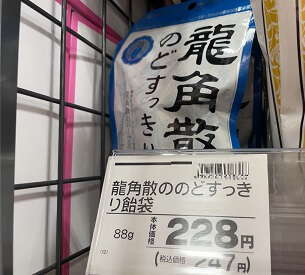 龍角散
のどすっきり
龍角散ののどすっき
り飴袋
88g
本体価格
228円
(税込価格 247円)